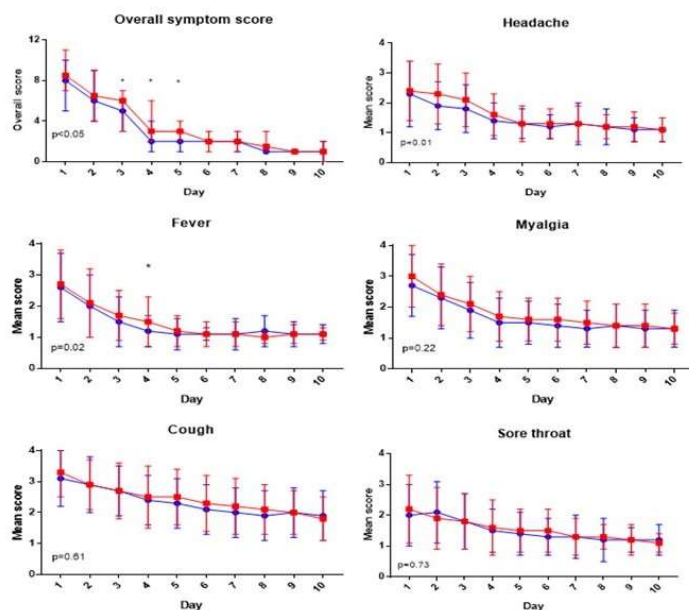 Overall symptom score
12
8
4
0
Overall score
* * *
p<0.05
1 2 3 4 5 6 7 8 9 10
Day
Headache
4
3
2
1
0
Mean score
p=0.01
1 2 3 4 5 6 7 8 9 10
Day
Fever
4
3
2
1
0
Mean score
*
p=0.02
1 2 3 4 5 6 7 8 9 10
Day
Myalgia
4
3
2
1
0
Mean score
p=0.22
1 2 3 4 5 6 7 8 9 10
Day
Cough
4
3
2
1
0
Mean score
p=0.61
1 2 3 4 5 6 7 8 9 10
Day
Sore throat
4
3
2
1
0
Mean score
p=0.73
1 2 3 4 5 6 7 8 9 10
Day